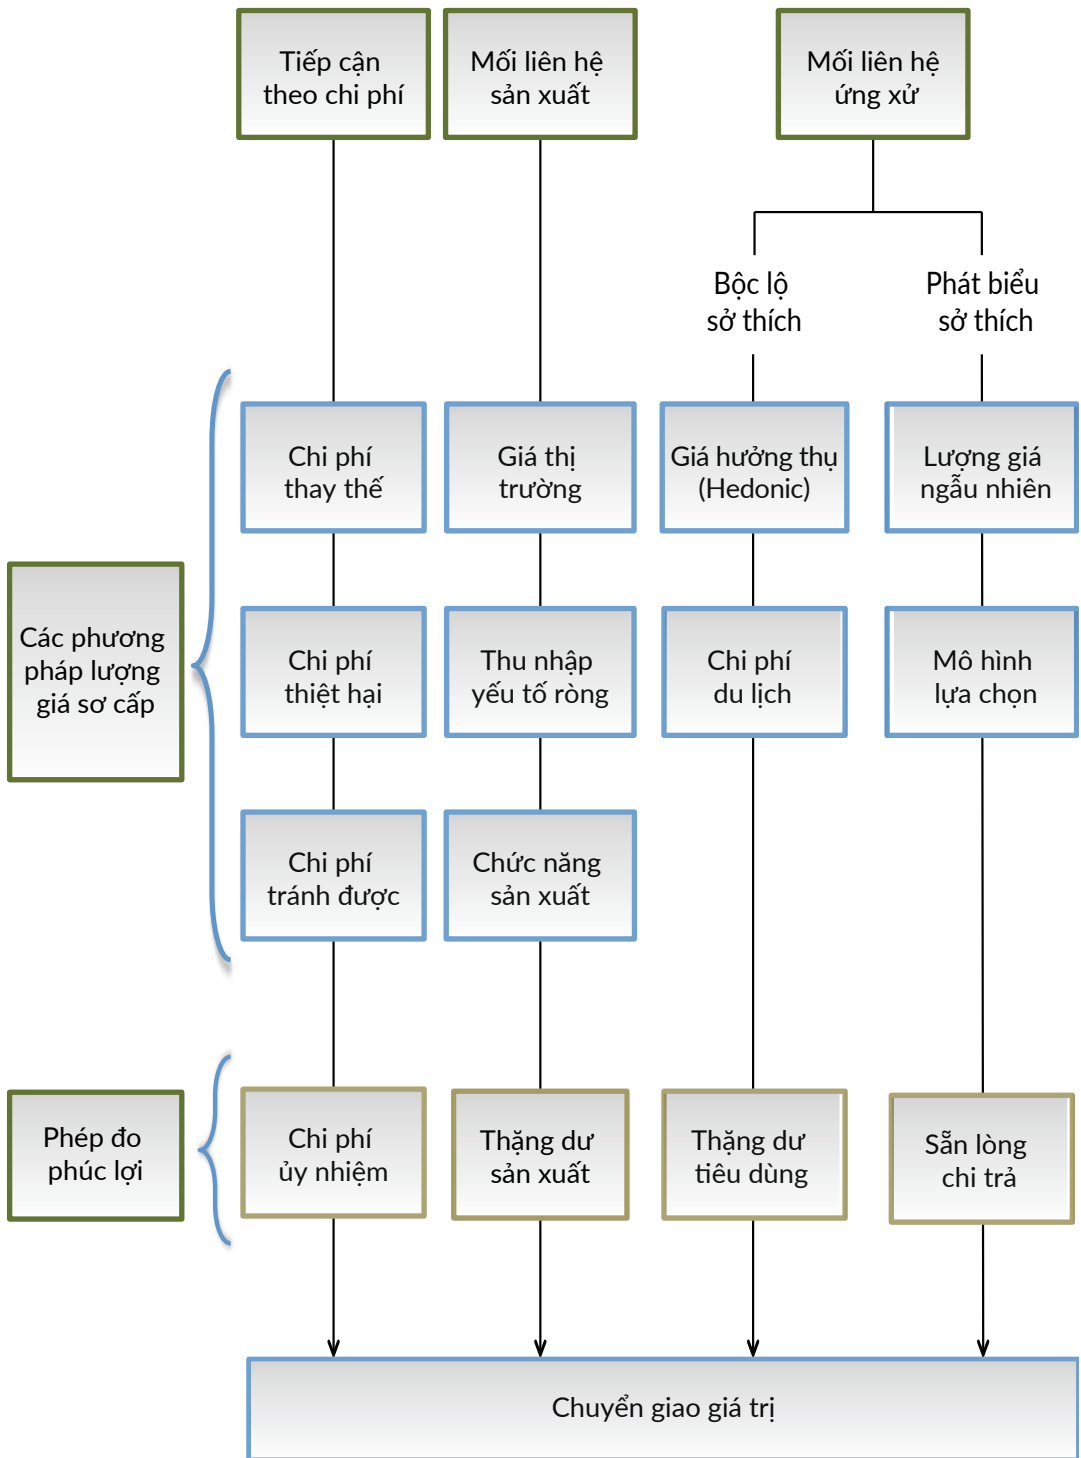 Tiếp cận
theo chi phí
Mối liên hệ
sản xuất
Mối liên hệ
ứng xử
Bộc lộ
sở thích
Phát biểu
sở thích
Chi phí
thay thế
Giá thị
trường
Giá hưởng thụ
(Hedonic)
Lượng giá
ngẫu nhiên
Các phương
pháp lượng
giá sơ cấp
Chi phí
thiệt hại
Thu nhập
yếu tố ròng
Chi phí
du lịch
Mô hình
lựa chọn
Chi phí
tránh được
Chức năng
sản xuất
Phép đo
phúc lợi
Chi phí
ủy nhiệm
Thặng dư
sản xuất
Thặng dư
tiêu dùng
Sẵn lòng
chi trả
Chuyển giao giá trị